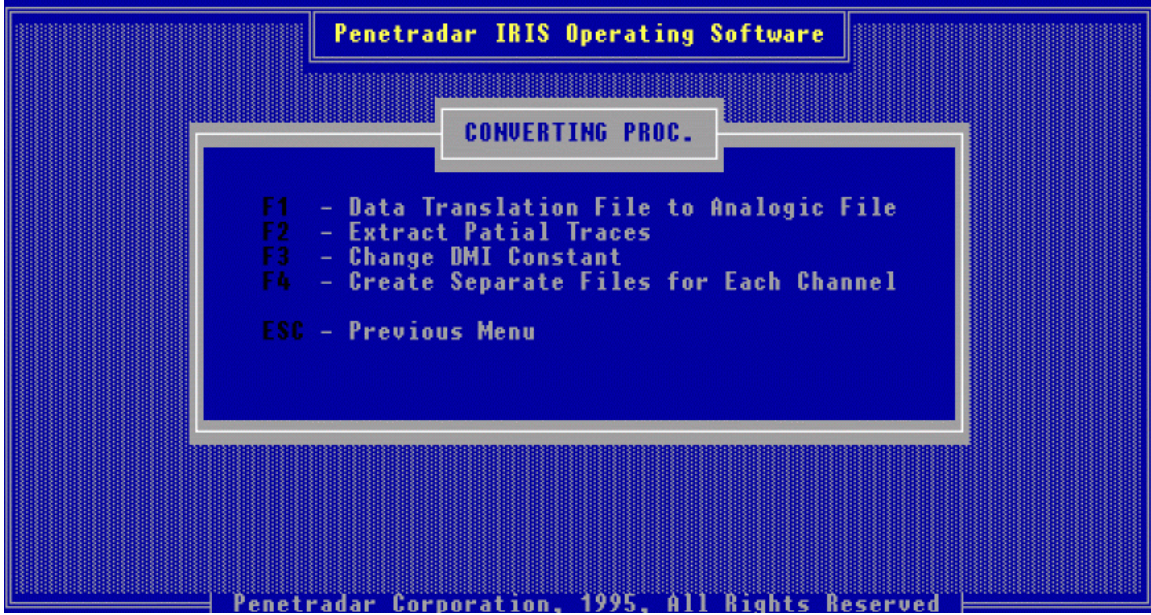 Penetradar IRIS Operating Software
CONVERTING PROC.
F1 - Data Translation File to Analogic File
F2 - Extract Patial Traces
F3 - Change DMI Constant
F4 - Create Separate Files for Each Channel
ESC - Previous Menu
Penetradar Corporation, 1995, All Rights Reserved